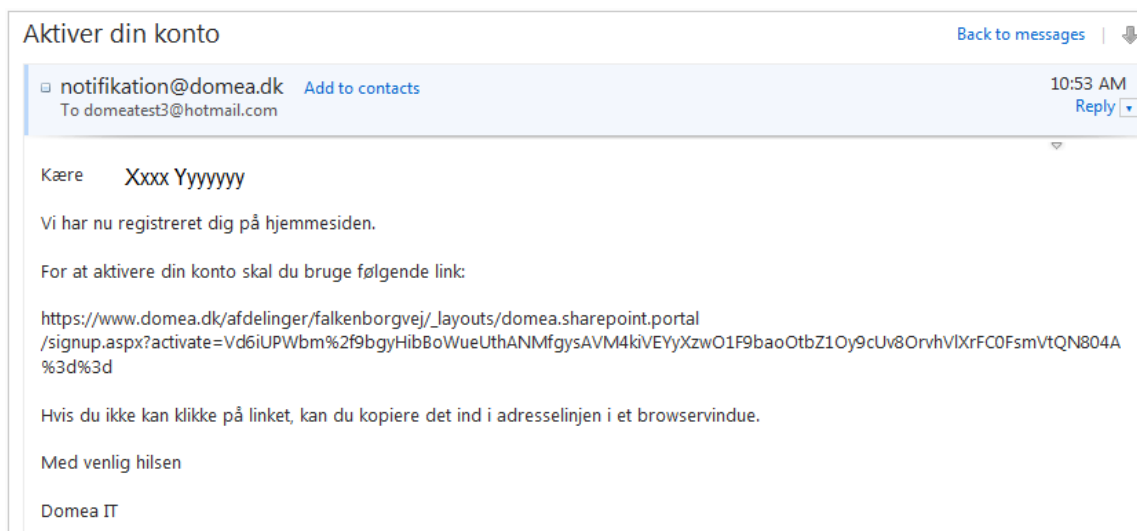 Aktiver din konto
Back to messages |
notifikation@domea.dk Add to contacts
10:53 AM
To domeatest3@hotmail.com
Reply
Kære Xxxx Yyyyyyy
Vi har nu registreret dig på hjemmesiden.
For at aktivere din konto skal du bruge følgende link:
https://www.domea.dk/afdelinger/falkenborgvej/_layouts/domea.sharepoint.portal
/signup.aspx?activate=Vd6iUPWbm%2f9bgyHibBoWueUthANMfgysAVM4kiVEYyXzwO1F9baoOtbZ1Oy9cUv8OrvhVlXrFC0FsmVtQN804A
%3d%3d
Hvis du ikke kan klikke på linket, kan du kopiere det ind i adresselinjen i et browservindue.
Med venlig hilsen
Domea IT